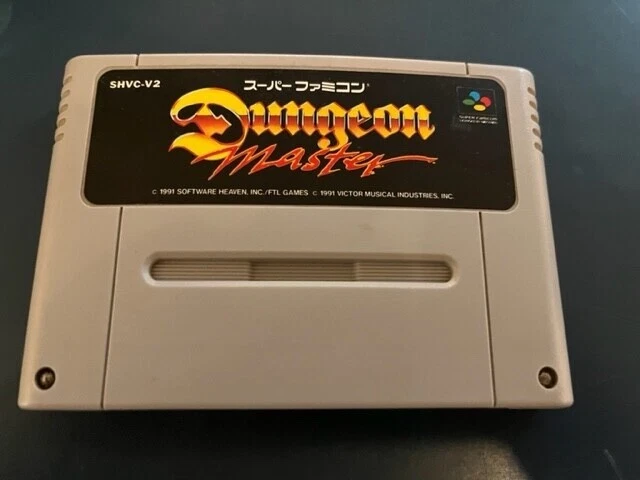 SHVC-V2
スーパーファミコン®
Dungeon
Master
© 1991 SOFTWARE HEAVEN, INC./FTL GAMES © 1991 VICTOR MUSICAL INDUSTRIES, INC.